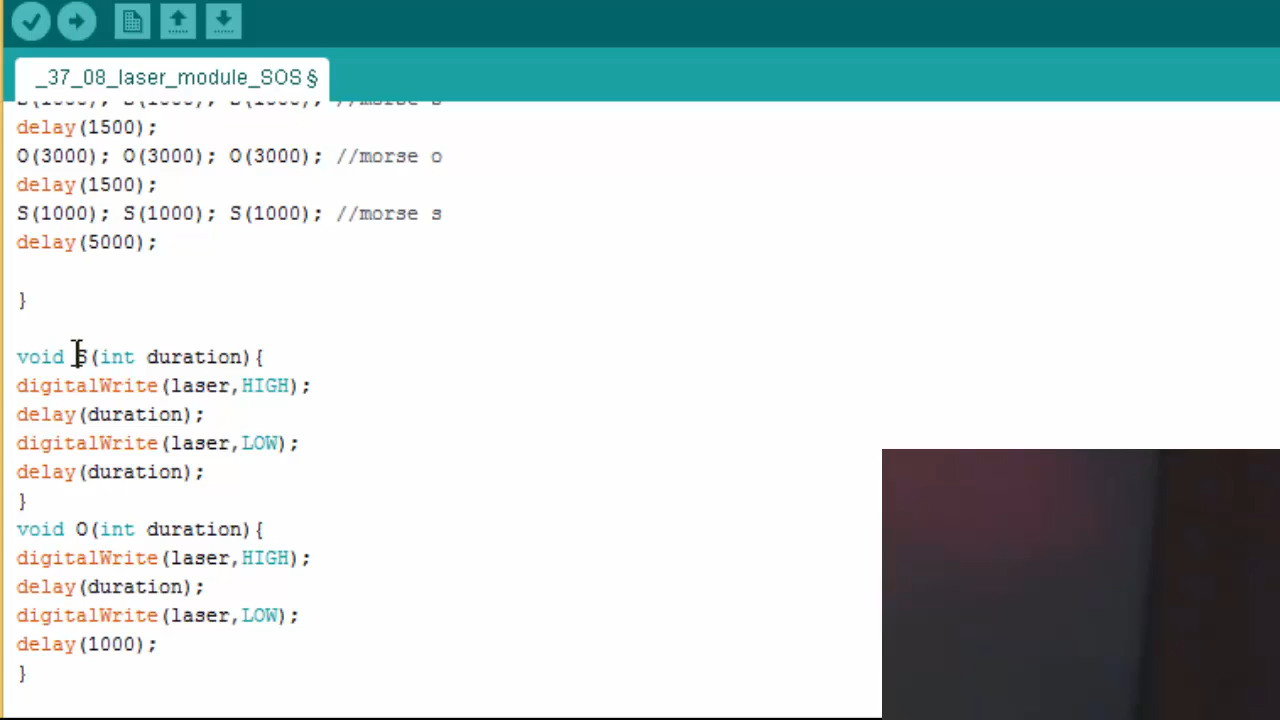 _37_08_laser_module_SOS §
delay(1500);
O(3000); O(3000); O(3000); //morse o
delay(1500);
S(1000); S(1000); S(1000); //morse s
delay(5000);
}
void S(int duration){
digitalWrite(laser,HIGH);
delay(duration);
digitalWrite(laser,LOW);
delay(duration);
}
void O(int duration){
digitalWrite(laser,HIGH);
delay(duration);
digitalWrite(laser,LOW);
delay(1000);
}